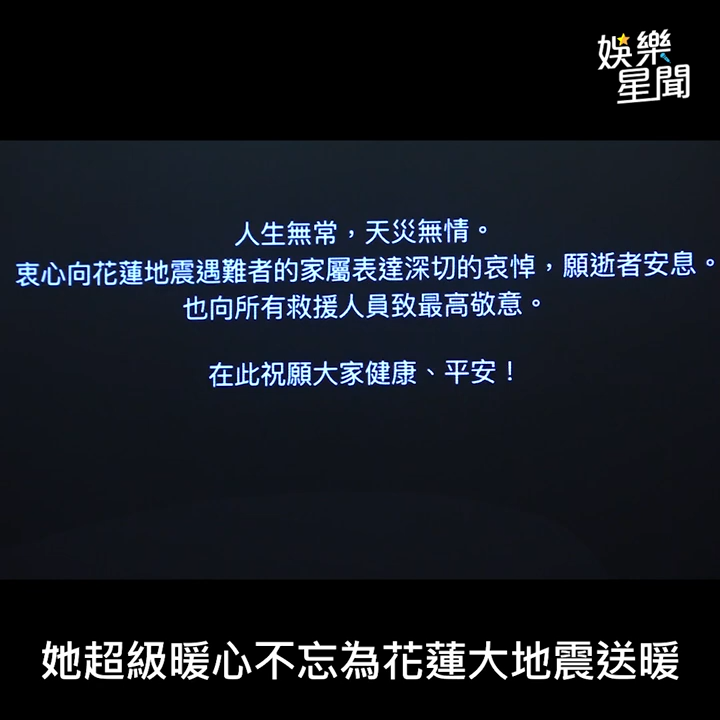 娛樂
星聞
人生無常，天災無情。
衷心向花蓮地震遇難者的家屬表達深切的哀悼，願逝者安息。
也向所有救援人員致最高敬意。
在此祝願大家健康、平安！
她超級暖心不忘為花蓮大地震送暖